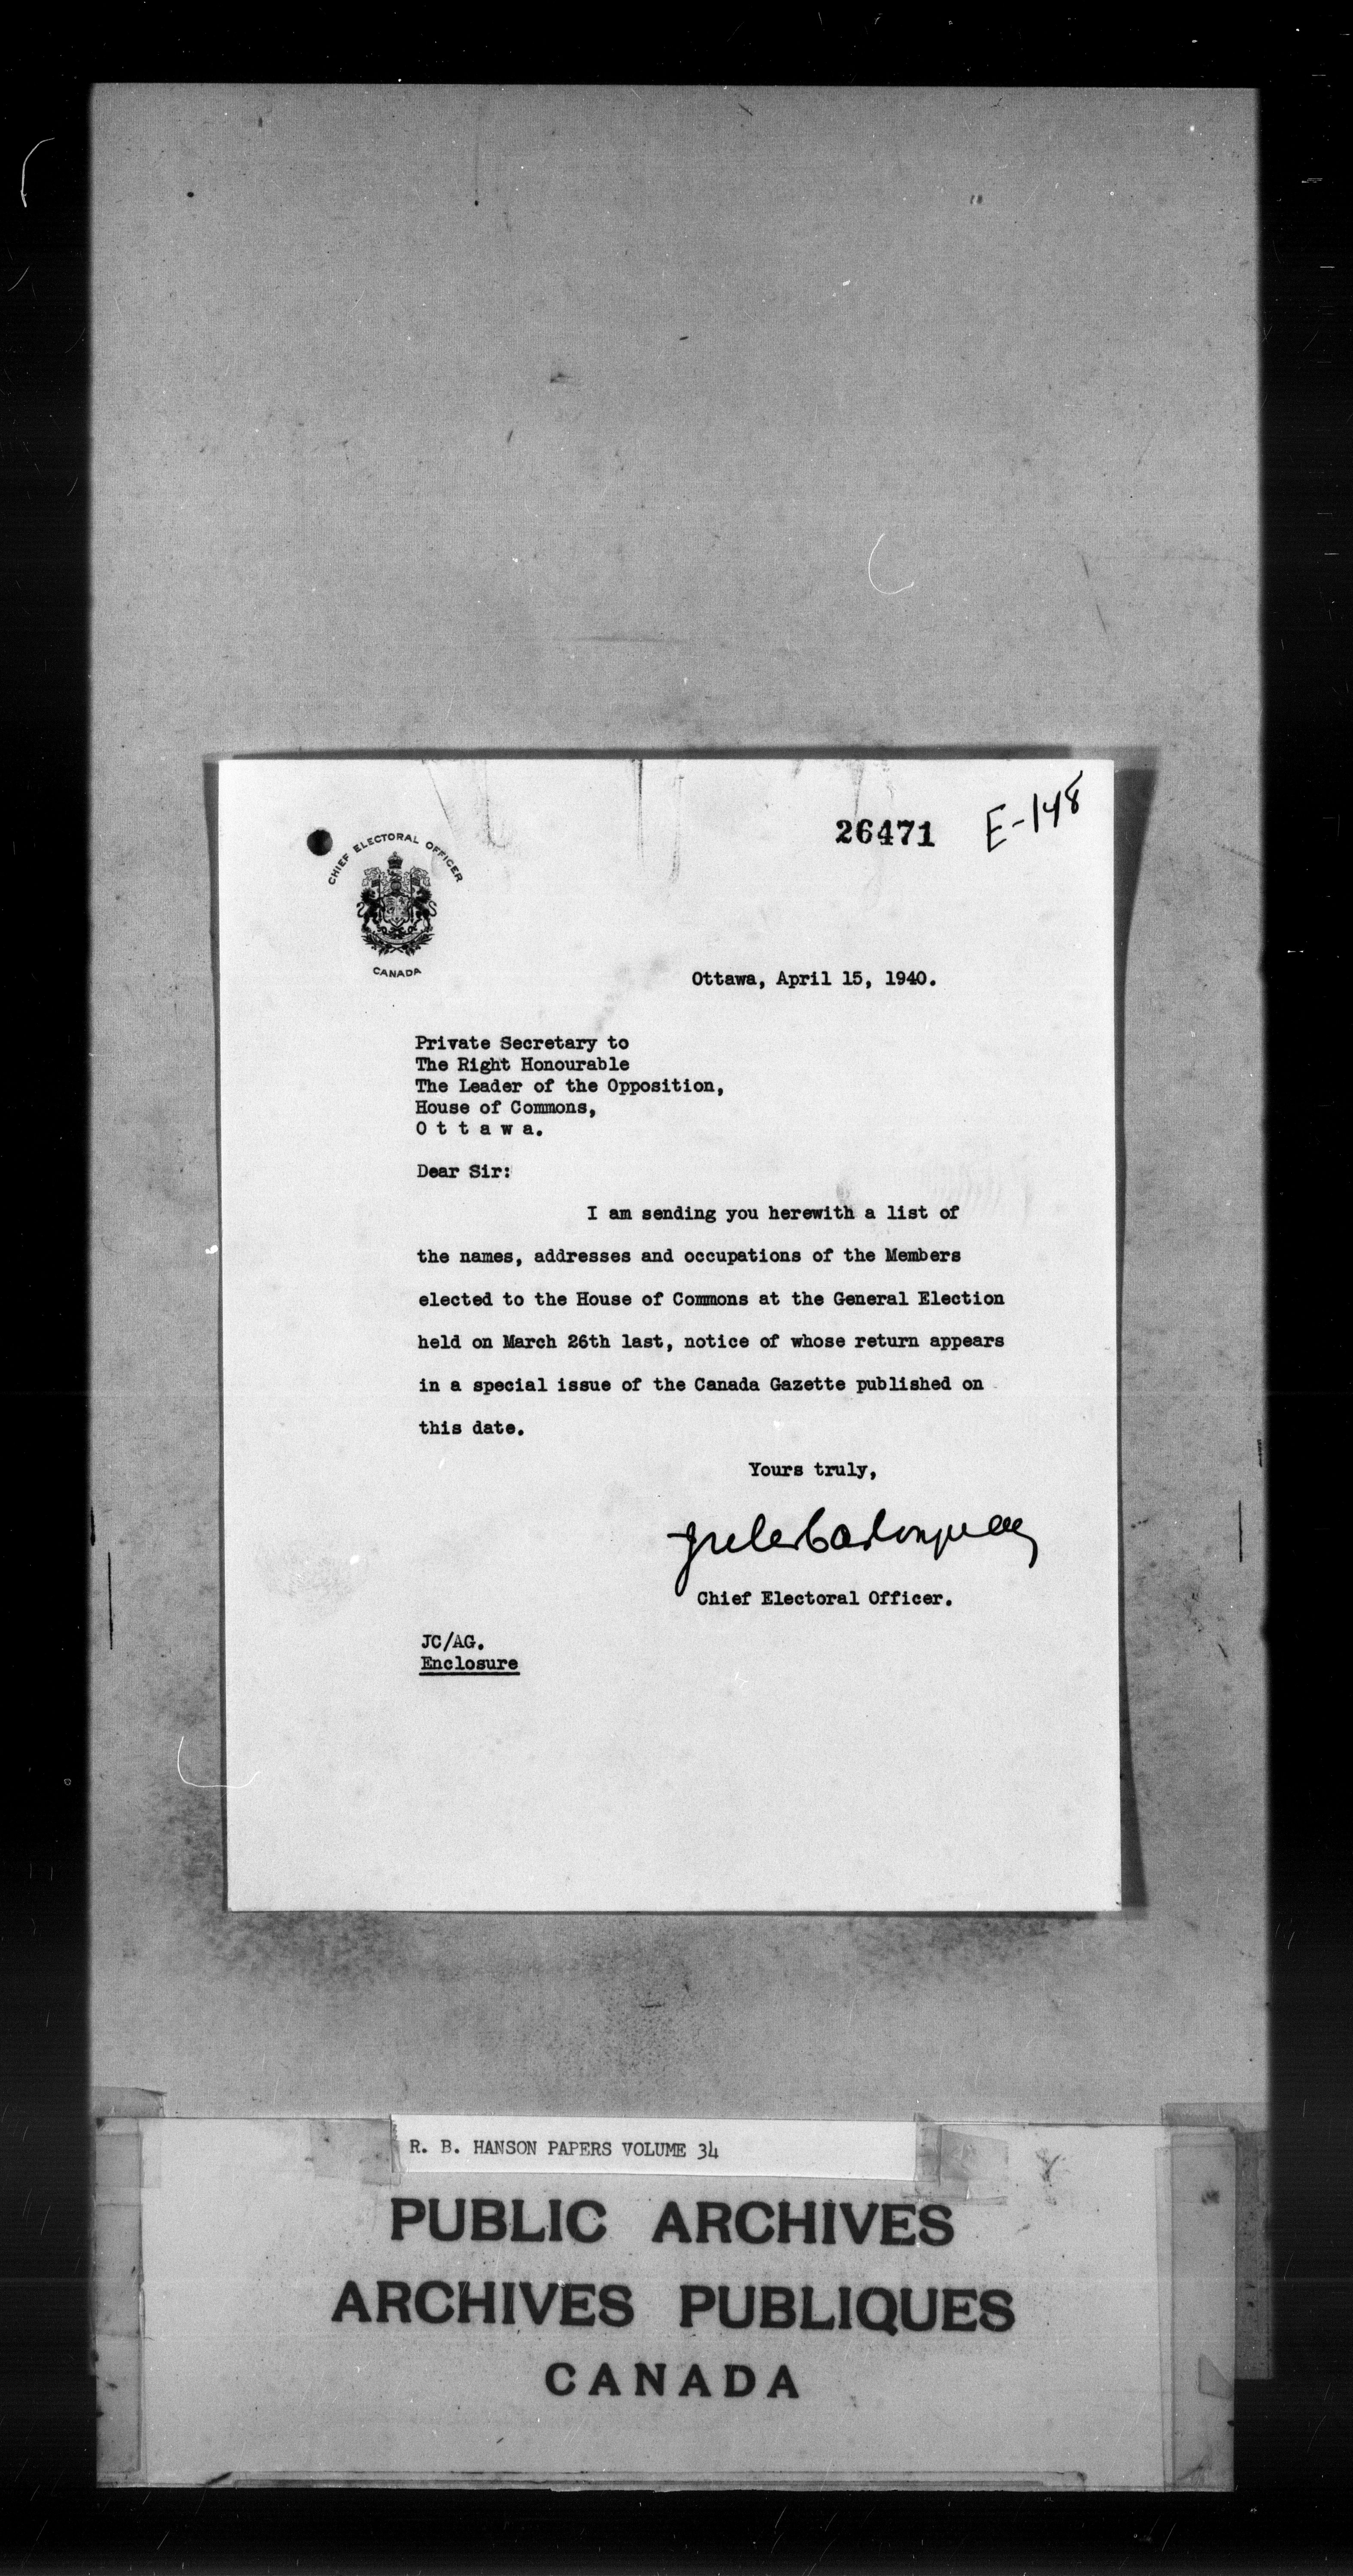 26471 E-148
CHIEF ELECTORAL OFFICER
CANADA
Ottawa, April 15, 1940.
Private Secretary to
The Right Honourable
The Leader of the Opposition,
House of Commons,
O t t a w a.
Dear Sir:
I am sending you herewith a list of
the names, addresses and occupations of the Members
elected to the House of Commons at the General Election
held on March 26th last, notice of whose return appears
in a special issue of the Canada Gazette published on
this date.
Yours truly,
Chief Electoral Officer.
JC/AG.
Enclosure
R. B. HANSON PAPERS VOLUME 34
PUBLIC ARCHIVES
ARCHIVES PUBLIQUES
CANADA